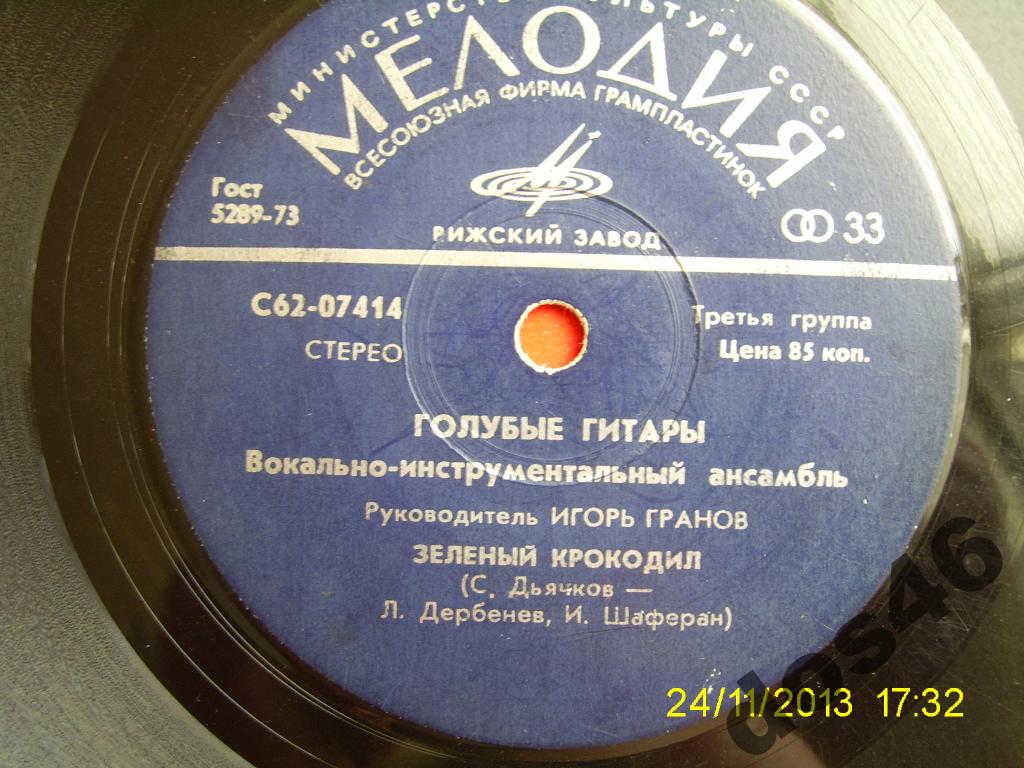 МИНИСТЕРСТВО КУЛЬТУРЫ СССР
МЕЛОДИЯ
ВСЕСОЮЗНАЯ ФИРМА ГРАМПЛАСТИНОК
Гост
5289-73
РИЖСКИЙ ЗАВОД
33
С62-07414
СТЕРЕО
Третья группа
Цена 85 коп.
ГОЛУБЫЕ ГИТАРЫ
Вокально-инструментальный ансамбль
Руководитель ИГОРЬ ГРАНОВ
ЗЕЛЕНЫЙ КРОКОДИЛ
(С. Дьячков —
Л. Дербенев, И. Шаферан)
24/11/2013 17:32
dos46